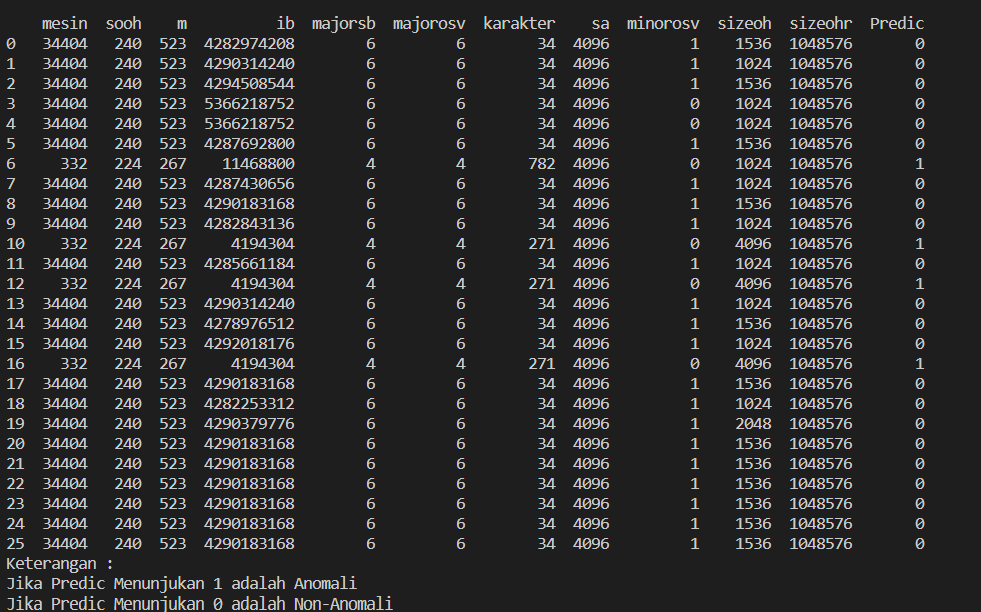 mesin sooh m ib majorsb majorosv karakter sa minorosv sizeoh sizeohr Predic
0 34404 240 523 4282974208 6 6 34 4096 1 1536 1048576 0
1 34404 240 523 4290314240 6 6 34 4096 1 1024 1048576 0
2 34404 240 523 4294508544 6 6 34 4096 1 1536 1048576 0
3 34404 240 523 5366218752 6 6 34 4096 0 1024 1048576 0
4 34404 240 523 5366218752 6 6 34 4096 0 1024 1048576 0
5 34404 240 523 4287692800 6 6 34 4096 1 1536 1048576 0
6 332 224 267 11468800 4 4 782 4096 0 1024 1048576 1
7 34404 240 523 4287430656 6 6 34 4096 1 1024 1048576 0
8 34404 240 523 4290183168 6 6 34 4096 1 1536 1048576 0
9 34404 240 523 4282843136 6 6 34 4096 1 1024 1048576 0
10 332 224 267 4194304 4 4 271 4096 0 4096 1048576 1
11 34404 240 523 4285661184 6 6 34 4096 1 1024 1048576 0
12 332 224 267 4194304 4 4 271 4096 0 4096 1048576 1
13 34404 240 523 4290314240 6 6 34 4096 1 1024 1048576 0
14 34404 240 523 4278976512 6 6 34 4096 1 1536 1048576 0
15 34404 240 523 4292018176 6 6 34 4096 1 1024 1048576 0
16 332 224 267 4194304 4 4 271 4096 0 4096 1048576 1
17 34404 240 523 4290183168 6 6 34 4096 1 1536 1048576 0
18 34404 240 523 4282253312 6 6 34 4096 1 1024 1048576 0
19 34404 240 523 4290379776 6 6 34 4096 1 2048 1048576 0
20 34404 240 523 4290183168 6 6 34 4096 1 1536 1048576 0
21 34404 240 523 4290183168 6 6 34 4096 1 1536 1048576 0
22 34404 240 523 4290183168 6 6 34 4096 1 1536 1048576 0
23 34404 240 523 4290183168 6 6 34 4096 1 1536 1048576 0
24 34404 240 523 4290183168 6 6 34 4096 1 1536 1048576 0
25 34404 240 523 4290183168 6 6 34 4096 1 1536 1048576 0
Keterangan :
Jika Predic Menunjukan 1 adalah Anomali
Jika Predic Menunjukan 0 adalah Non-Anomali